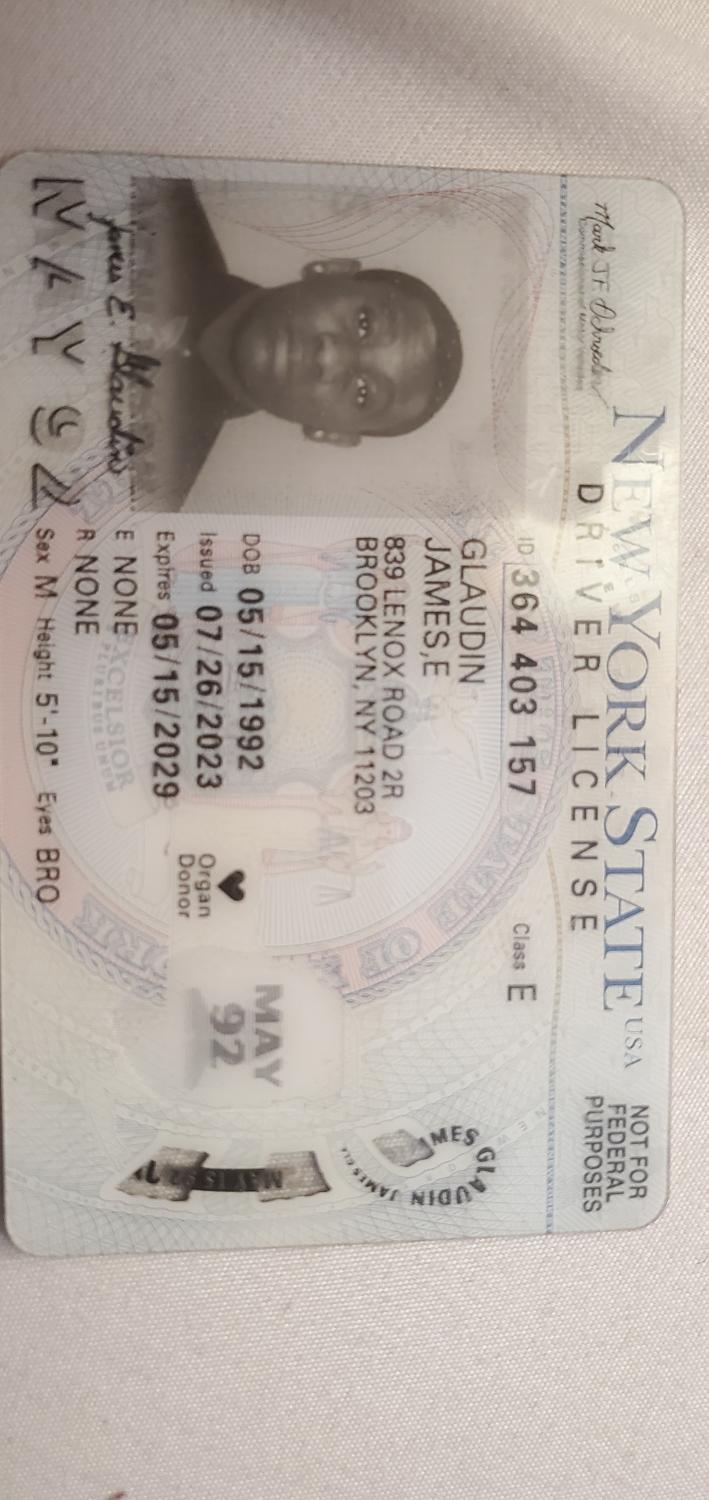 NEW YORK STATE USA
DRIVER LICENSE
NOT FOR
FEDERAL
PURPOSES
ID 364 403 157
Class E
GLAUDIN
JAMES,E
839 LENOX ROAD 2R
BROOKLYN, NY 11203
DOB 05/15/1992
Issued 07/26/2023
Expires 05/15/2029
E NONE
R NONE
Sex M Height 5'-10" Eyes BRO
Organ
Donor
MAY
92
EXCELSIOR
James E. Glaudin